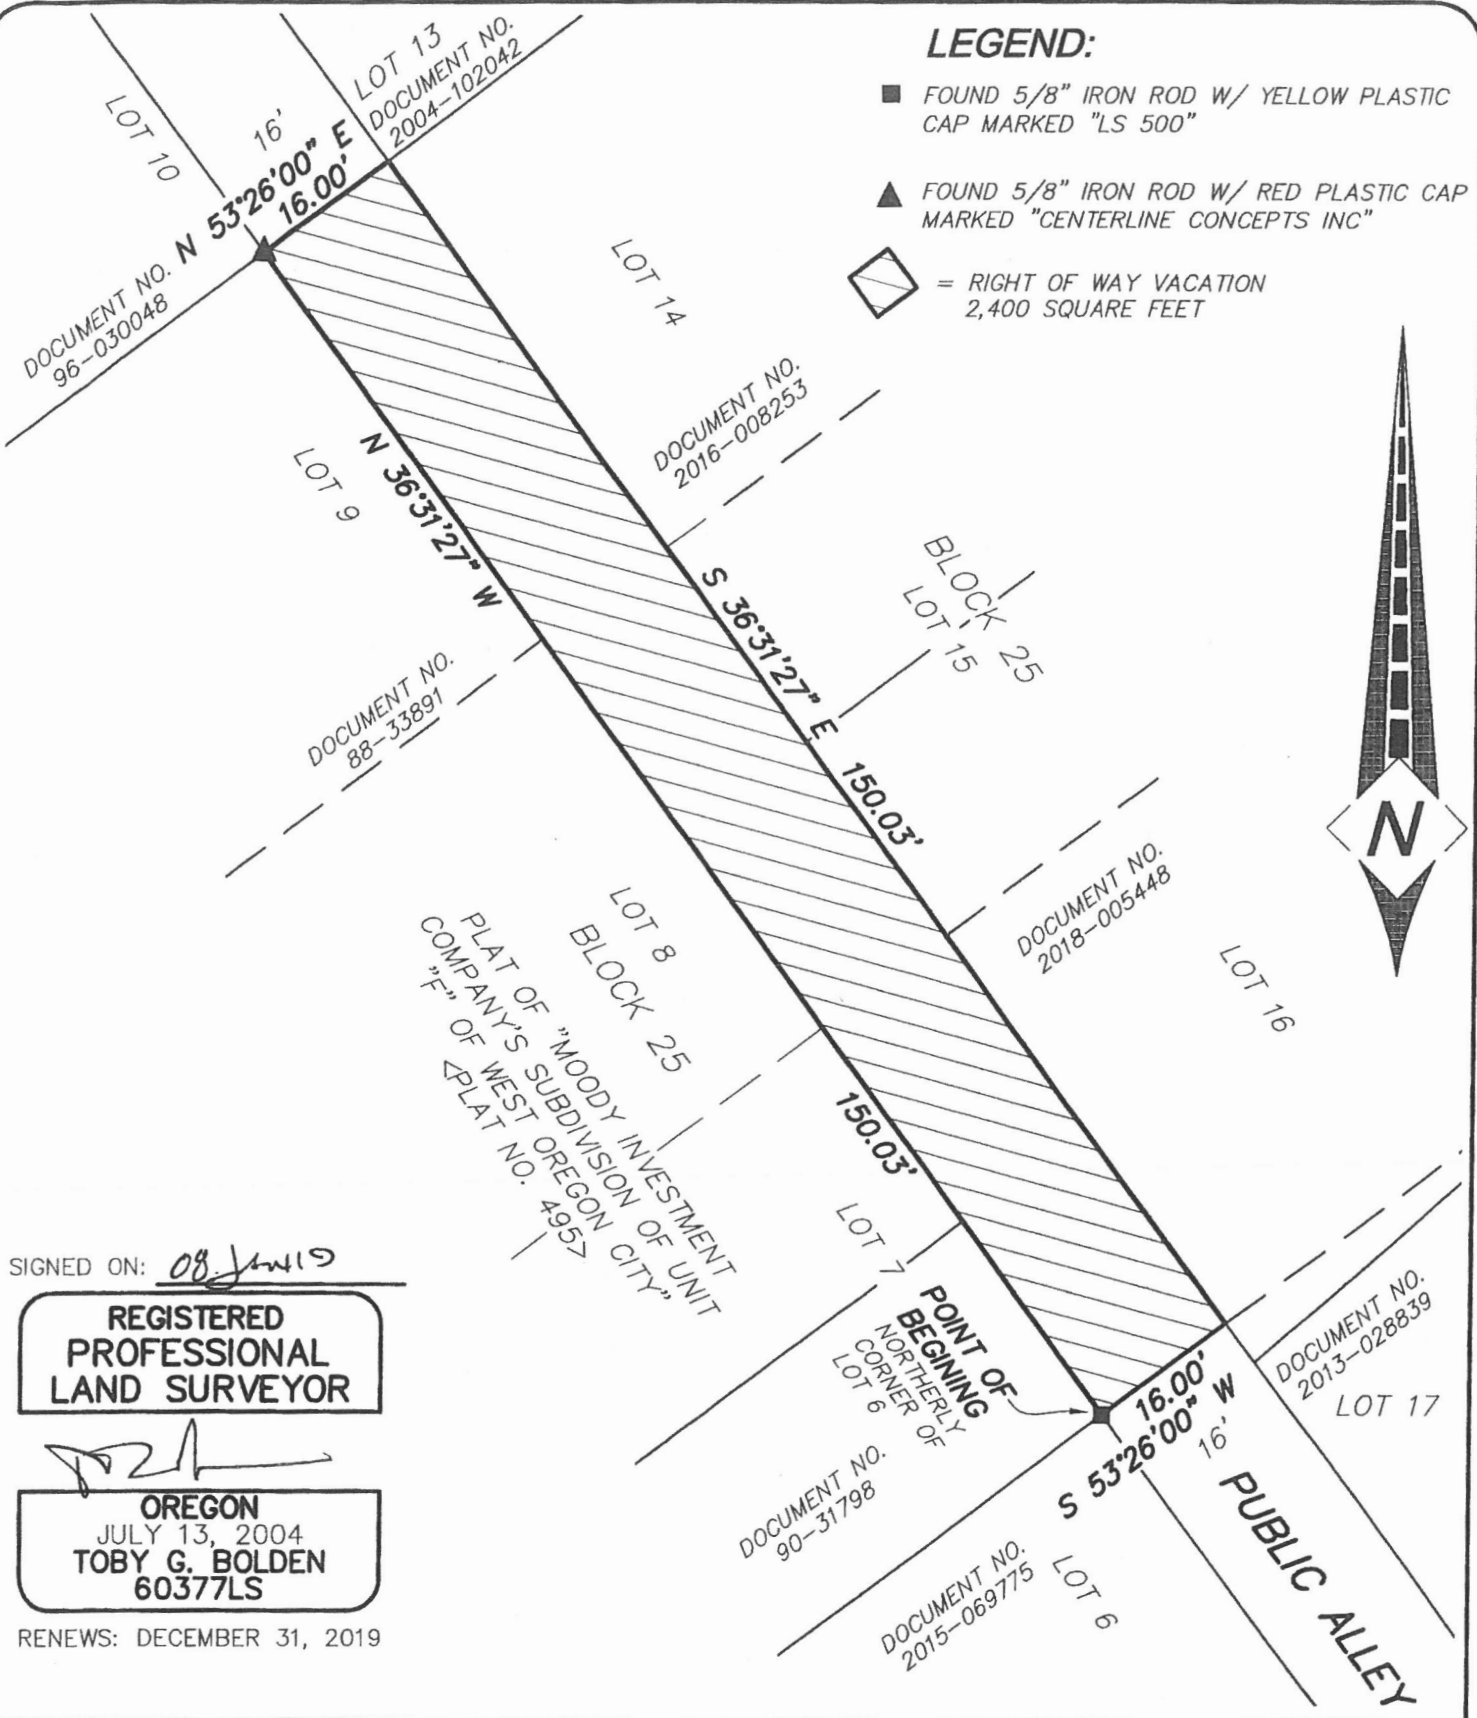 LEGEND:
FOUND 5/8" IRON ROD W/ YELLOW PLASTIC
CAP MARKED "LS 500"
FOUND 5/8" IRON ROD W/ RED PLASTIC CAP
MARKED "CENTERLINE CONCEPTS INC"
= RIGHT OF WAY VACATION
2,400 SQUARE FEET
LOT 13
DOCUMENT NO.
2004-102042
LOT 10
16'
N 53°26'00" E
16.00'
DOCUMENT NO.
96-030048
LOT 14
DOCUMENT NO.
2016-008253
LOT 9
N 36°31'27" W
S 36°31'27" E
150.03'
BLOCK 25
LOT 15
DOCUMENT NO.
88-33891
N
DOCUMENT NO.
2018-005448
LOT 16
LOT 8
BLOCK 25
PLAT OF "MOODY INVESTMENT
COMPANY'S SUBDIVISION OF UNIT
"F" OF WEST OREGON CITY"
<PLAT NO. 495>
150.03'
LOT 7
POINT OF
BEGINING
NORTHERLY
CORNER OF
LOT 6
16.00'
S 53°26'00" W
16'
DOCUMENT NO.
2013-028839
LOT 17
DOCUMENT NO.
90-31798
DOCUMENT NO.
2015-069775
LOT 6
PUBLIC ALLEY
SIGNED ON: 08.
REGISTERED
PROFESSIONAL
LAND SURVEYOR
OREGON
JULY 13, 2004
TOBY G. BOLDEN
60377LS
RENEWS: DECEMBER 31, 2019